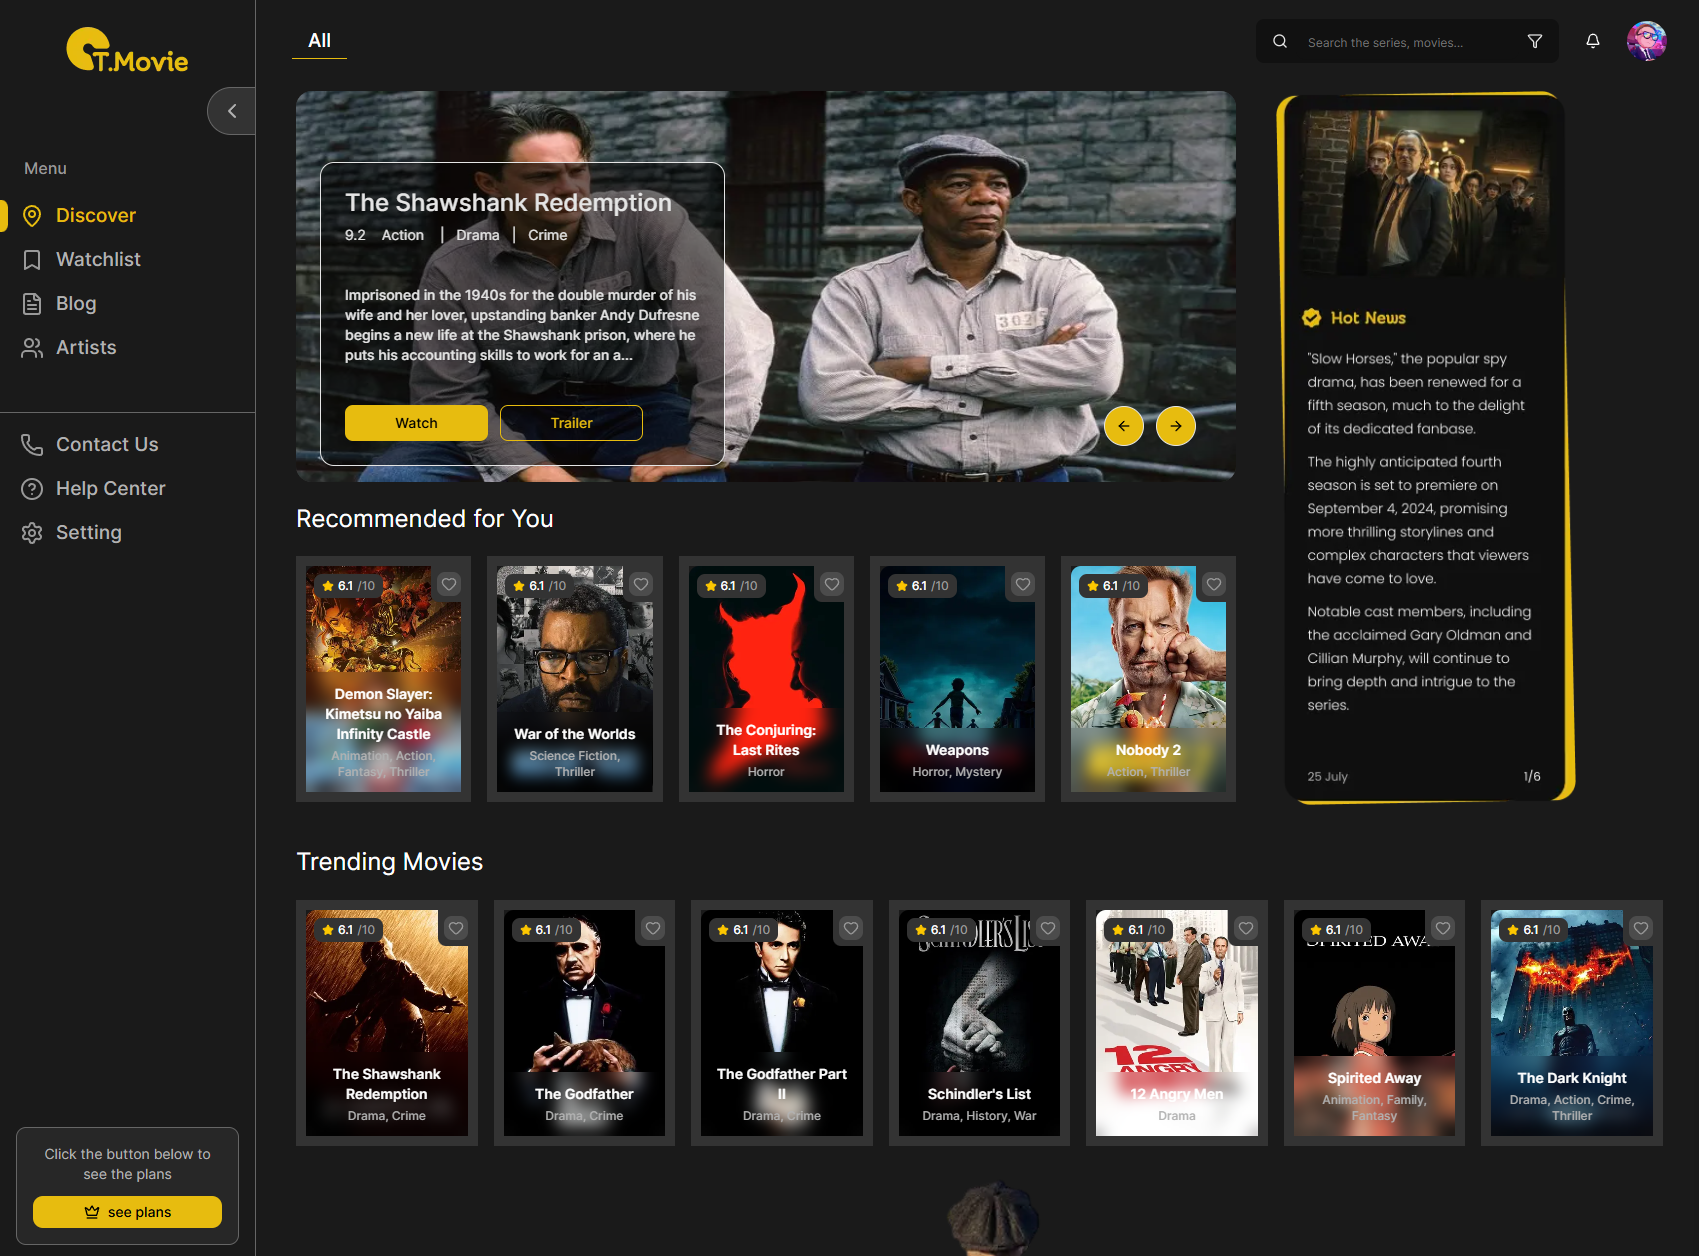 T.Movie
Menu
Discover
Watchlist
Blog
Artists
Contact Us
Help Center
Setting
Click the button below to
see the plans
see plans
All
Search the series, movies...
The Shawshank Redemption
9.2 Action | Drama | Crime
Imprisoned in the 1940s for the double murder of his
wife and her lover, upstanding banker Andy Dufresne
begins a new life at the Shawshank prison, where he
puts his accounting skills to work for an a...
Watch
Trailer
Hot News
"Slow Horses," the popular spy
drama, has been renewed for a
fifth season, much to the delight
of its dedicated fanbase.
The highly anticipated fourth
season is set to premiere on
September 4, 2024, promising
more thrilling storylines and
complex characters that viewers
have come to love.
Notable cast members, including
the acclaimed Gary Oldman and
Cillian Murphy, will continue to
bring depth and intrigue to the
series.
25 July
1/6
Recommended for You
6.1 /10
Demon Slayer:
Kimetsu no Yaiba
Infinity Castle
Animation, Action,
Fantasy, Thriller
6.1 /10
War of the Worlds
Science Fiction,
Thriller
6.1 /10
The Conjuring:
Last Rites
Horror
6.1 /10
Weapons
Horror, Mystery
6.1 /10
Nobody 2
Action, Thriller
Trending Movies
6.1 /10
The Shawshank
Redemption
Drama, Crime
6.1 /10
The Godfather
Drama, Crime
6.1 /10
The Godfather Part
II
Drama, Crime
6.1 /10
Schindler's List
Drama, History, War
6.1 /10
12
ANGRY
12 Angry Men
Drama
6.1 /10
Spirited Away
Animation, Family,
Fantasy
6.1 /10
The Dark Knight
Drama, Action, Crime,
Thriller